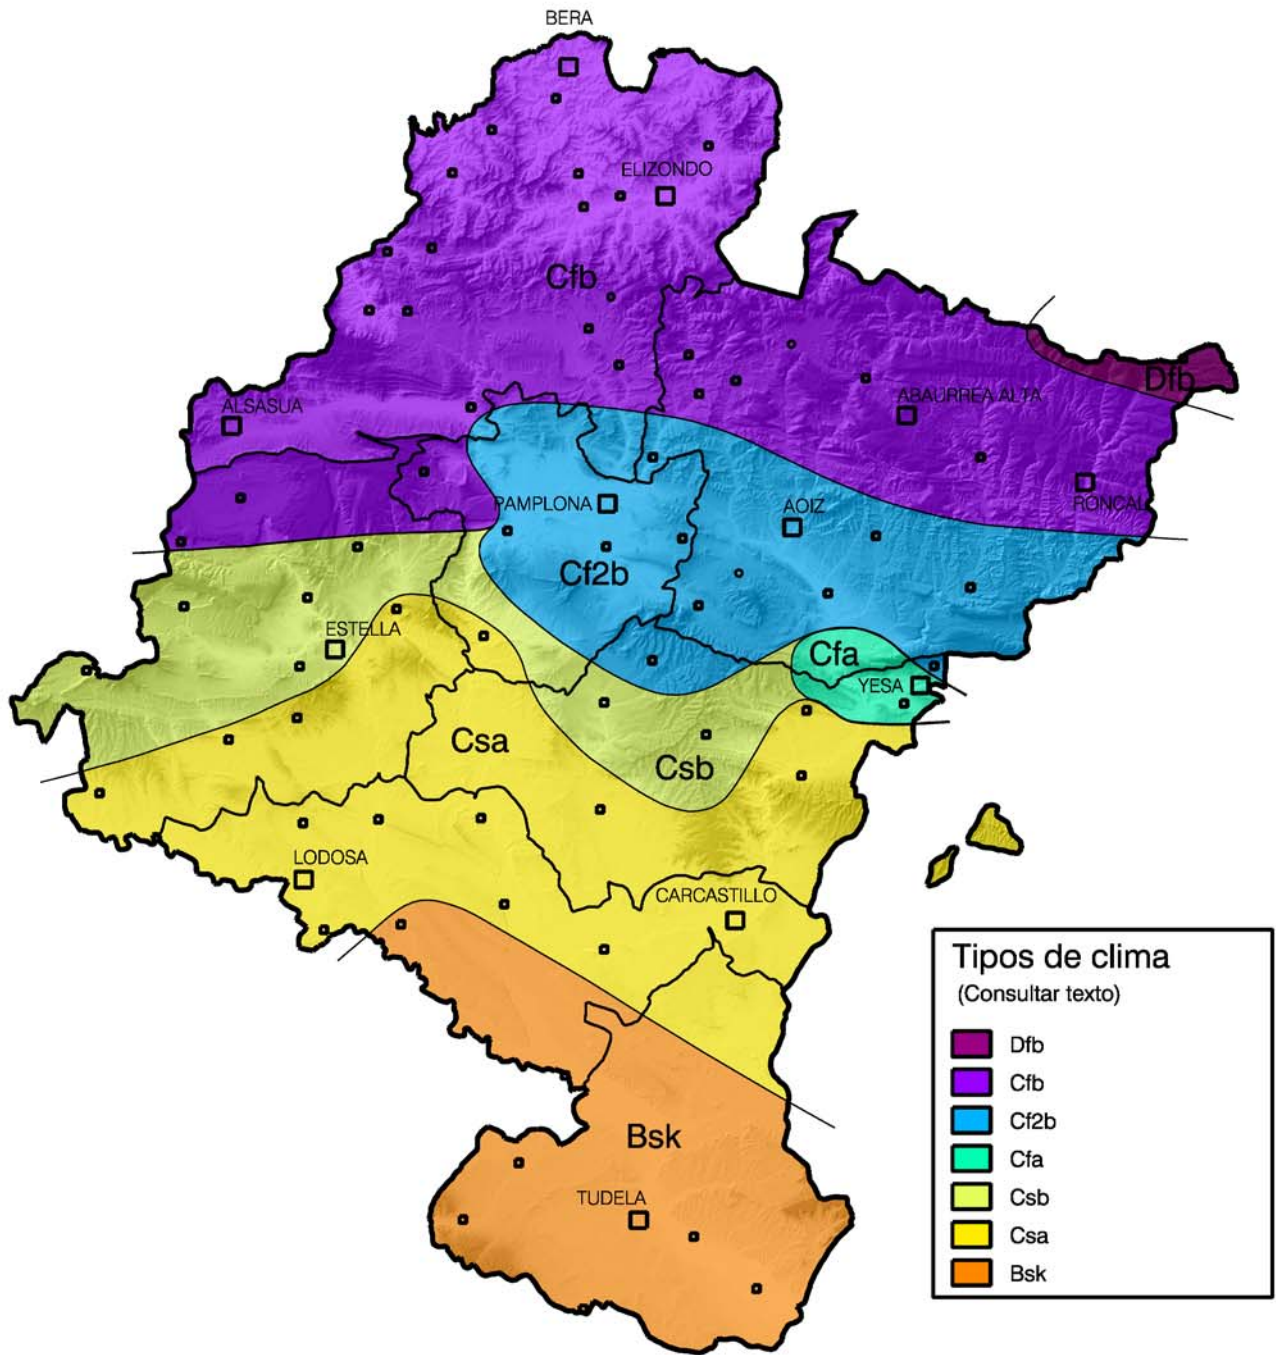 BERA
ELIZONDO
Cfb
Dfb
ALSASUA
ABAURREA ALTA
PAMPLONA
AOIZ
RONCAL
Cf2b
ESTELLA
Cfa
YESA
Csa
Csb
LODOSA
CARCASTILLO
Bsk
TUDELA
Tipos de clima
(Consultar texto)
Dfb
Cfb
Cf2b
Cfa
Csb
Csa
Bsk